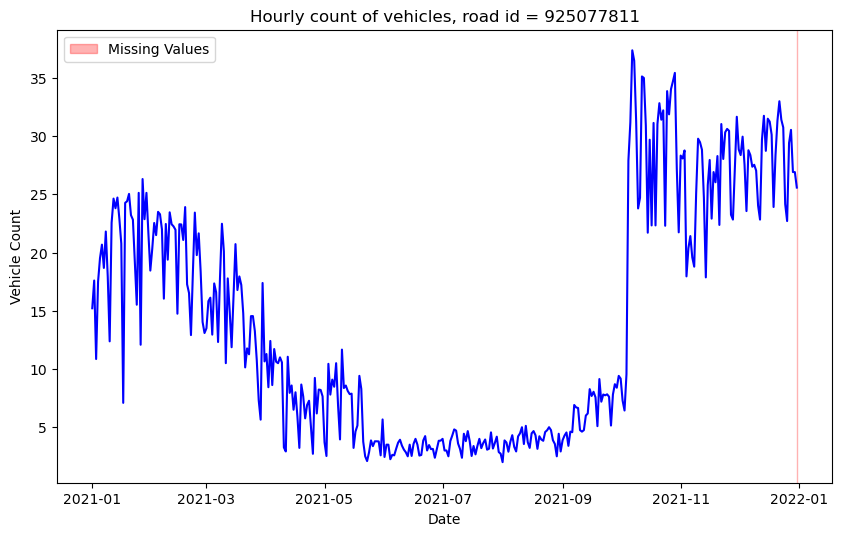 Hourly count of vehicles, road id = 925077811
Missing Values
Vehicle Count
35
30
25
20
15
10
5
2021-01 2021-03 2021-05 2021-07 2021-09 2021-11 2022-01
Date